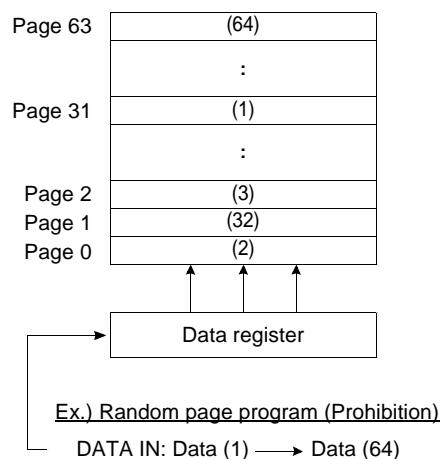 Page 63 (64)
:
Page 31 (1)
:
Page 2 (3)
Page 1 (32)
Page 0 (2)
Data register
Ex.) Random page program (Prohibition)
DATA IN: Data (1) Data (64)